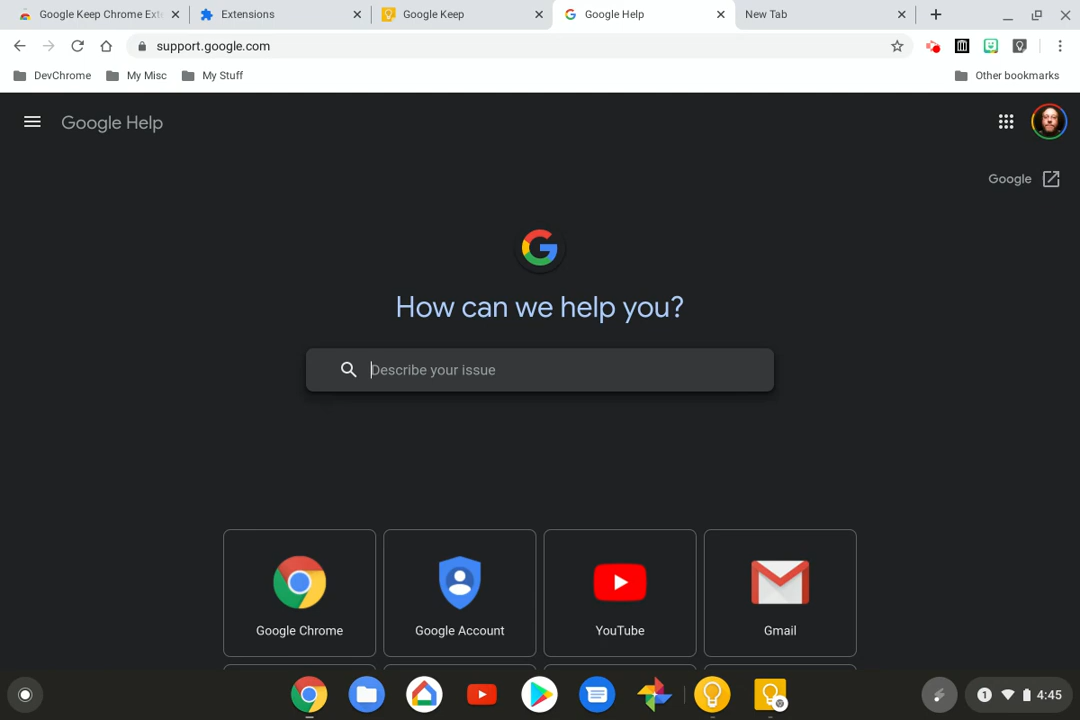 Google Keep Chrome Exte
Extensions
Google Keep
Google Help
New Tab
support.google.com
DevChrome
My Misc
My Stuff
Other bookmarks
Google Help
Google
How can we help you?
Describe your issue
Google Chrome
Google Account
YouTube
Gmail
1
4:45